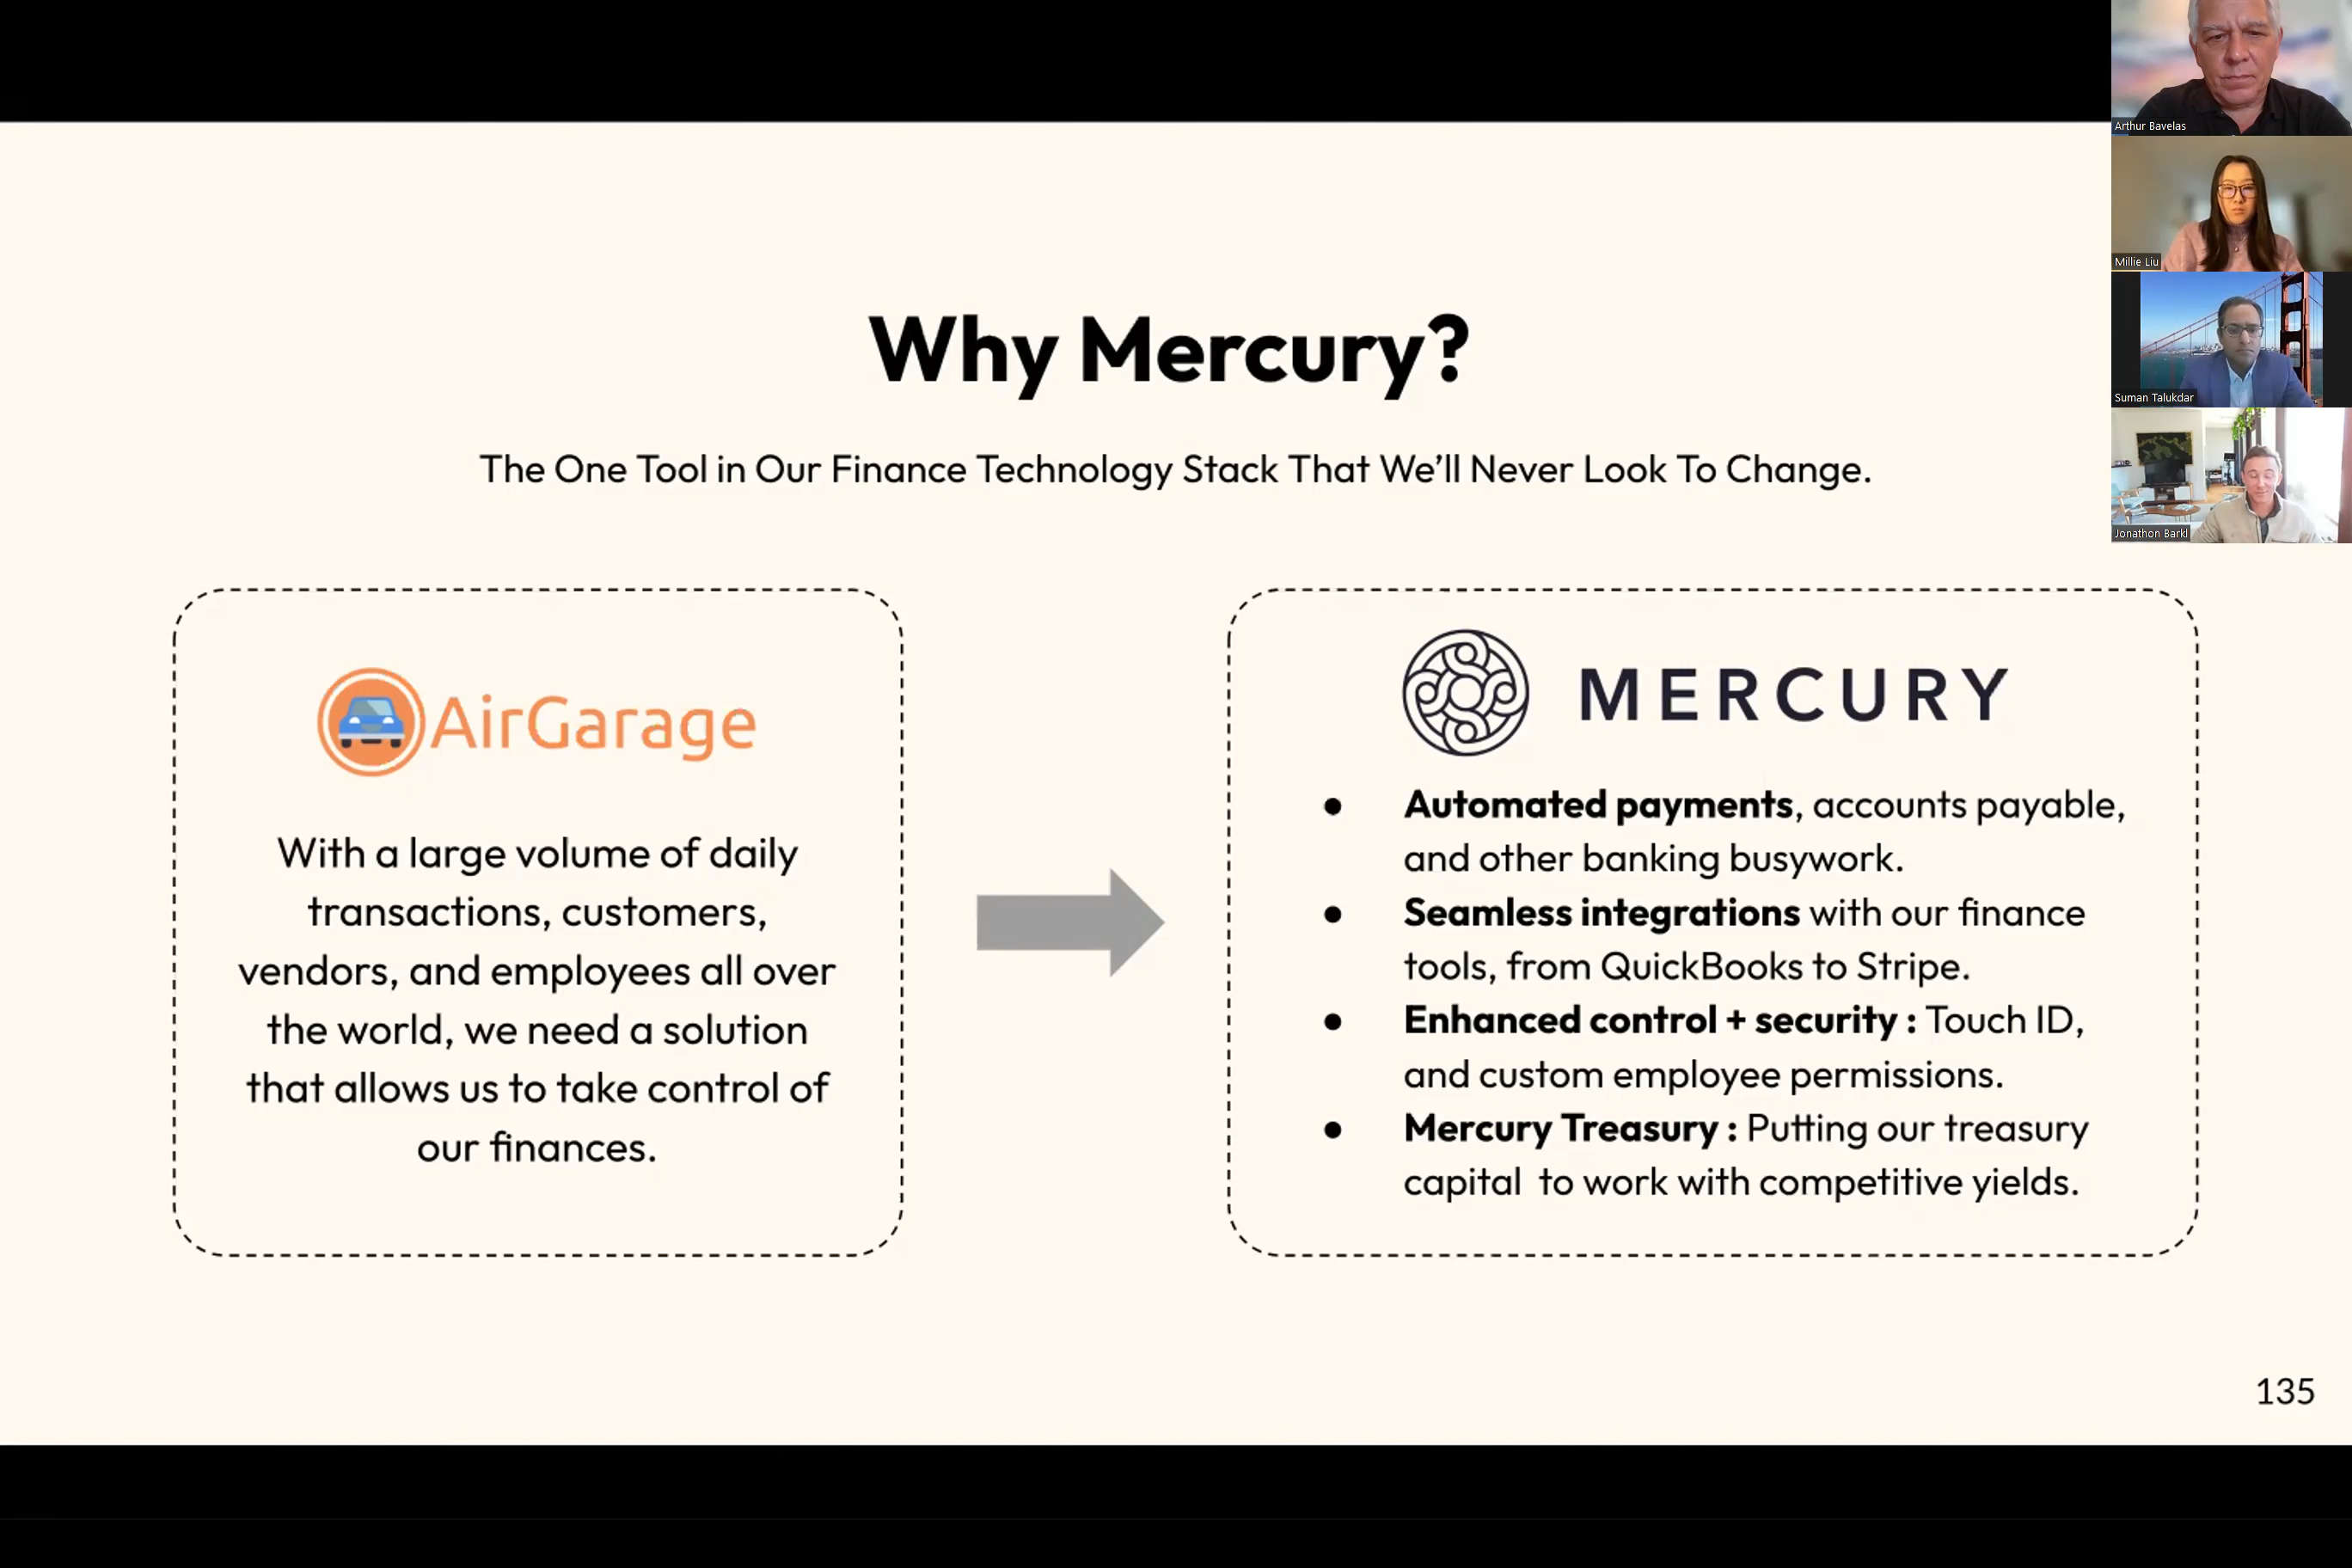 Arthur Bavelas
Millie Liu
Suman Talukdar
Jonathon Barkl
Why Mercury?
The One Tool in Our Finance Technology Stack That We’ll Never Look To Change.
AirGarage
With a large volume of daily
transactions, customers,
vendors, and employees all over
the world, we need a solution
that allows us to take control of
our finances.
MERCURY
● Automated payments, accounts payable,
and other banking busywork.
● Seamless integrations with our finance
tools, from QuickBooks to Stripe.
● Enhanced control + security : Touch ID,
and custom employee permissions.
● Mercury Treasury : Putting our treasury
capital  to work with competitive yields.
135